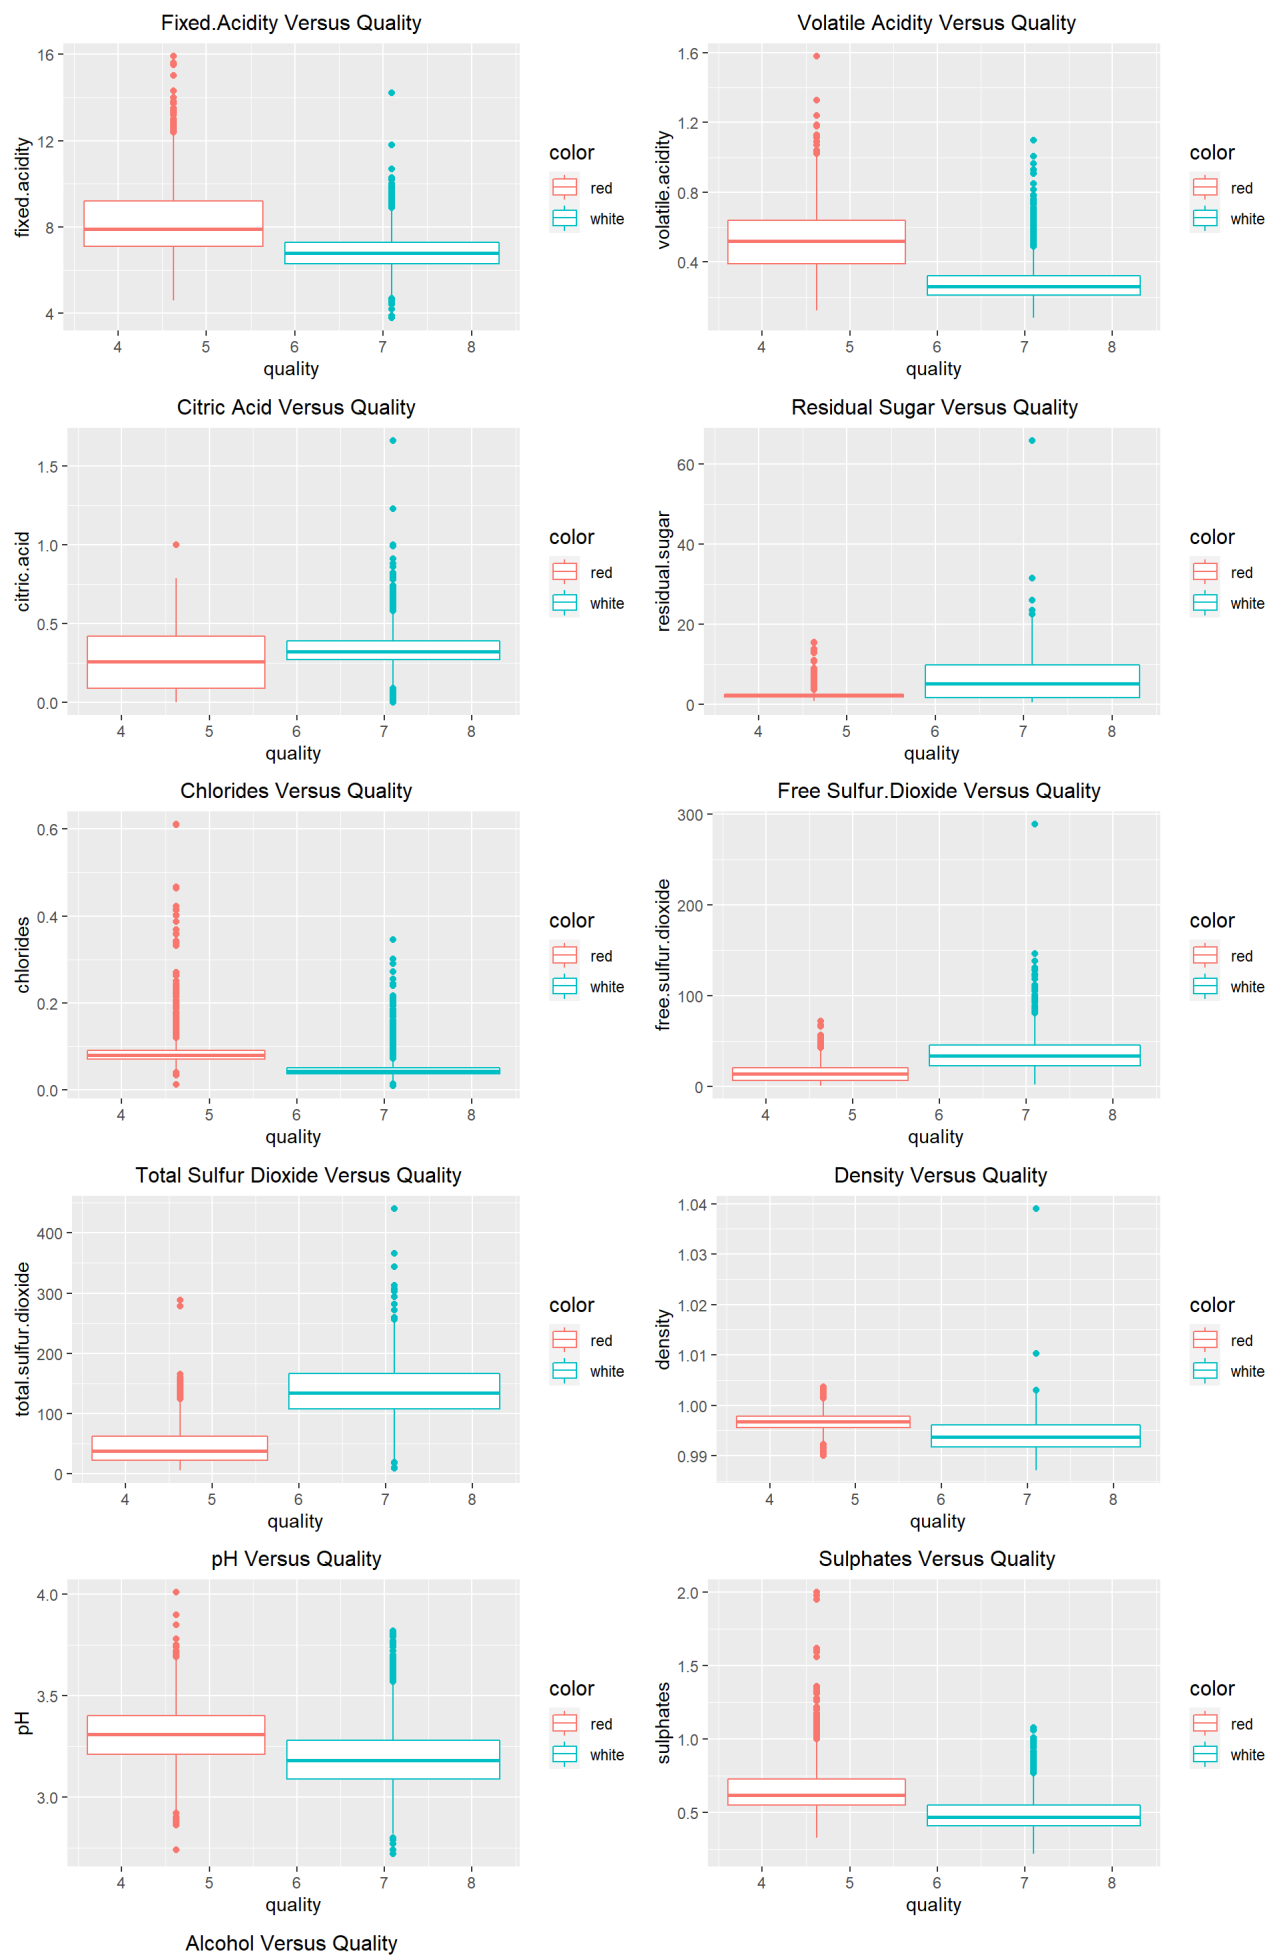 Fixed.Acidity Versus Quality
16
12
8
4
fixed.acidity
4 5 6 7 8
quality
color
red
white
Volatile Acidity Versus Quality
1.6
1.2
0.8
0.4
volatile.acidity
4 5 6 7 8
quality
color
red
white
Citric Acid Versus Quality
1.5
1.0
0.5
0.0
citric.acid
4 5 6 7 8
quality
color
red
white
Residual Sugar Versus Quality
60
40
20
0
residual.sugar
4 5 6 7 8
quality
color
red
white
Chlorides Versus Quality
0.6
0.4
0.2
0.0
chlorides
4 5 6 7 8
quality
color
red
white
Free Sulfur.Dioxide Versus Quality
300
200
100
0
free.sulfur.dioxide
4 5 6 7 8
quality
color
red
white
Total Sulfur Dioxide Versus Quality
400
300
200
100
0
total.sulfur.dioxide
4 5 6 7 8
quality
color
red
white
Density Versus Quality
1.04
1.03
1.02
1.01
1.00
0.99
density
4 5 6 7 8
quality
color
red
white
pH Versus Quality
4.0
3.5
3.0
pH
4 5 6 7 8
quality
color
red
white
Sulphates Versus Quality
2.0
1.5
1.0
0.5
sulphates
4 5 6 7 8
quality
color
red
white
Alcohol Versus Quality